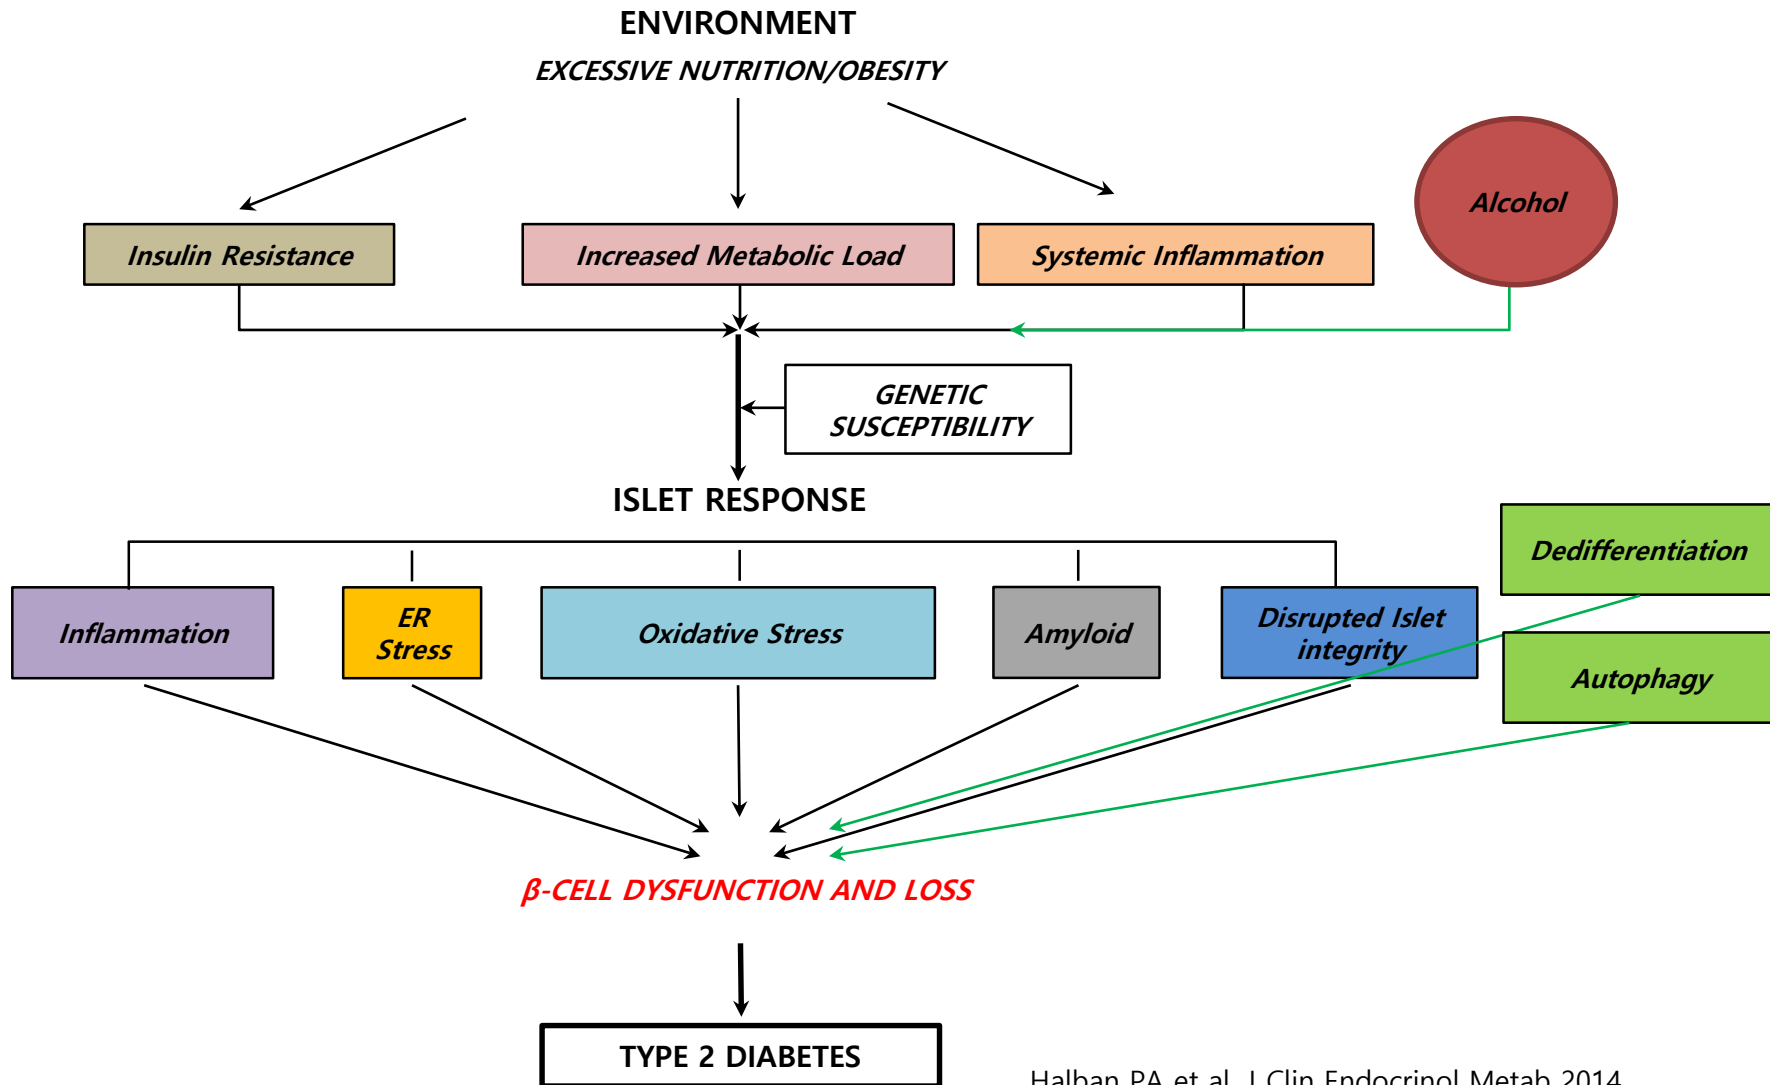 ENVIRONMENT
EXCESSIVE NUTRITION/OBESITY
Alcohol
Insulin Resistance
Increased Metabolic Load
Systemic Inflammation
GENETIC
SUSCEPTIBILITY
ISLET RESPONSE
Dedifferentiation
Inflammation
ER
Stress
Oxidative Stress
Amyloid
Disrupted Islet
integrity
Autophagy
β-CELL DYSFUNCTION AND LOSS
TYPE 2 DIABETES
Halban PA et al. J Clin Endocrinol Metab 2014